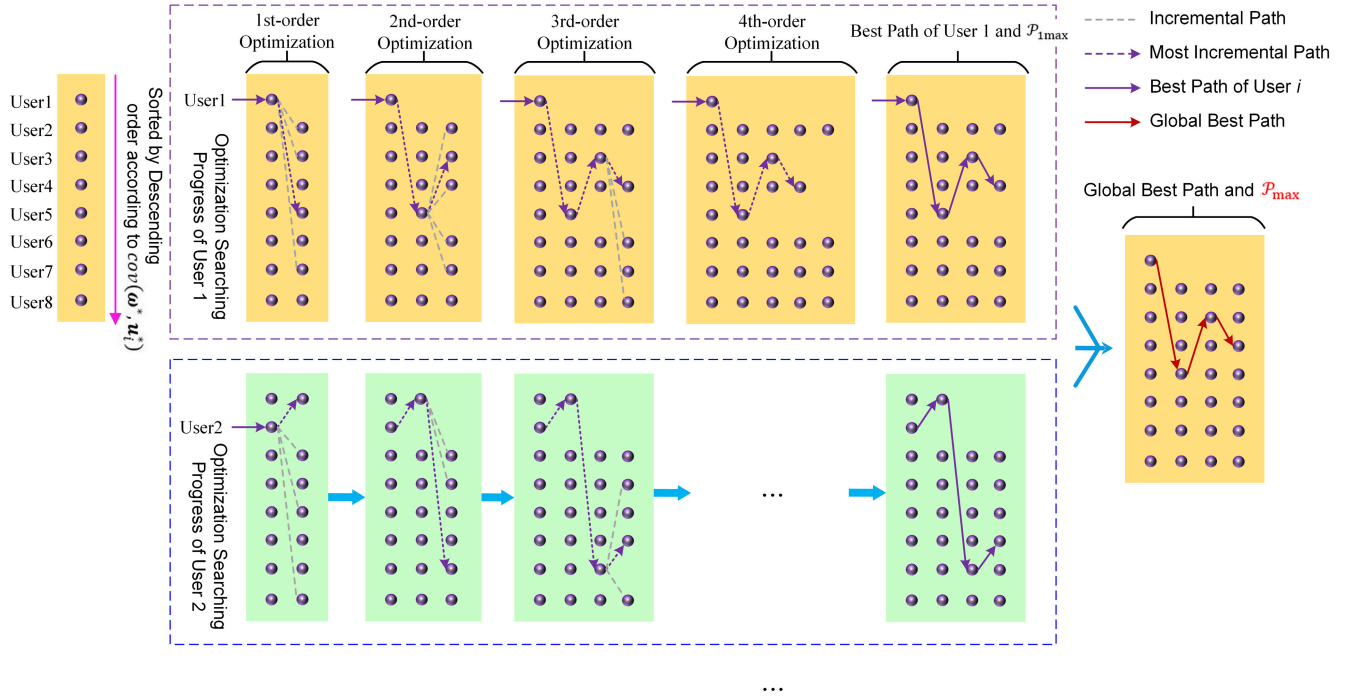 1st-order
Optimization
2nd-order
Optimization
3rd-order
Optimization
4th-order
Optimization
Best Path of User 1 and 𝒫1max
Incremental Path
Most Incremental Path
Best Path of User i
Global Best Path
User1
User2
User3
User4
User5
User6
User7
User8
Sorted by Descending
order according to cov(ω*, u*i)
User1
Optimization Searching
Progress of User 1
Global Best Path and 𝒫max
User2
Optimization Searching
Progress of User 2
...
...